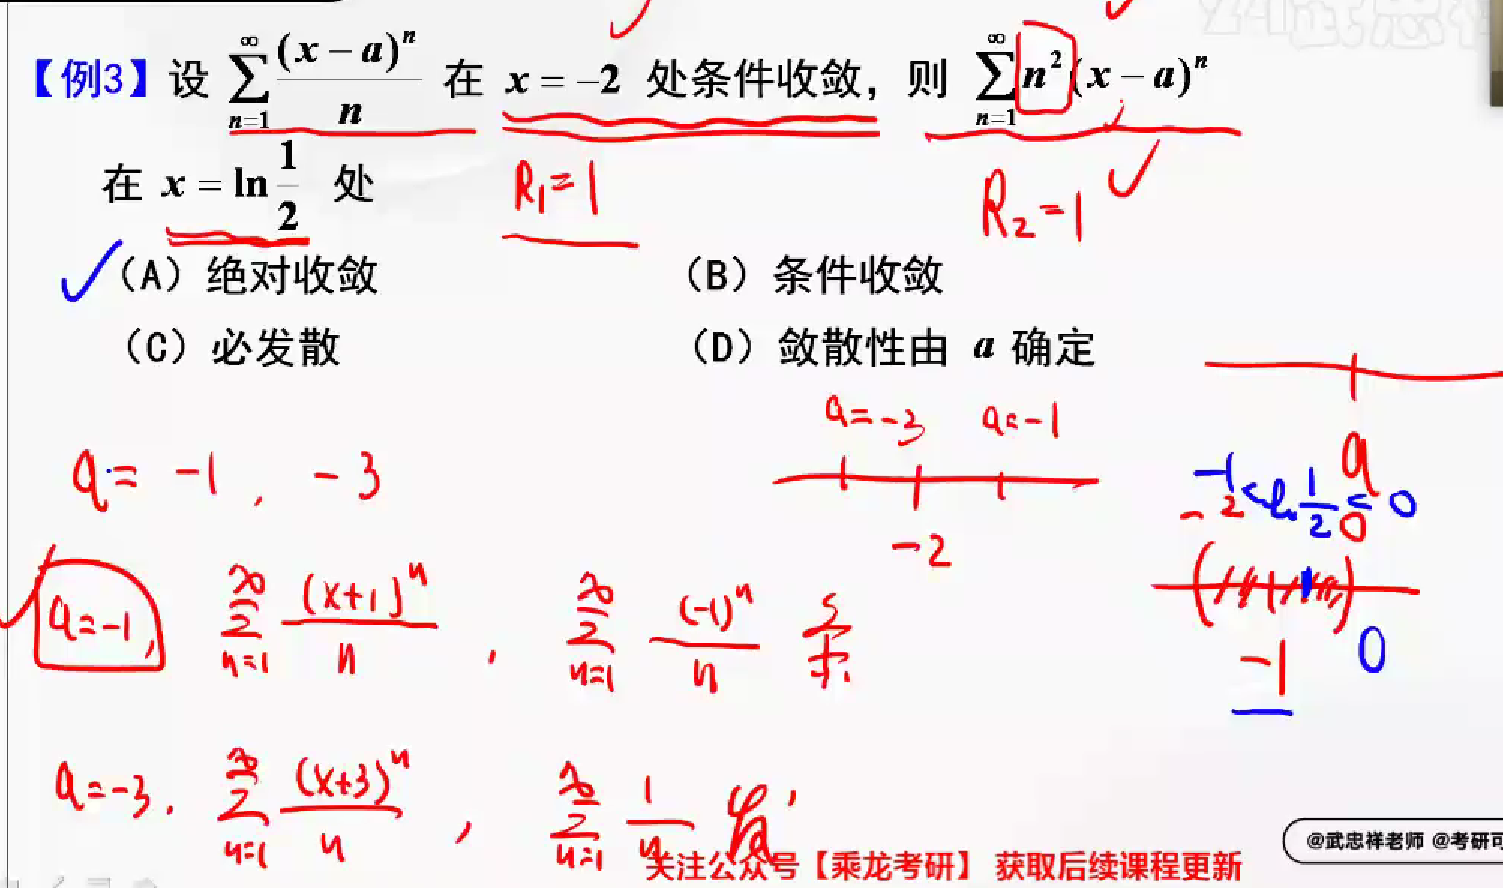 【例3】设 $\sum_{n=1}^{\infty}\frac{(x-a)^n}{n}$ 在 x = −2 处条件收敛，则 $\sum_{n=1}^{\infty}n^2(x-a)^n$
R₁=1
在 $x=\ln\frac{1}{2}$ 处
R₂=1
（A）绝对收敛 （B）条件收敛
（C）必发散 （D）敛散性由 a 确定
a=-3 a=-1
-2
a
a= -1, -3
-1 < ln 1/2 < 0
-2 0
-1 0
a=-1, $\sum_{n=1}^{\infty}\frac{(x+1)^n}{n}$, $\sum_{n=1}^{\infty}\frac{(-1)^n}{n}$ 条
a=-3. $\sum_{n=1}^{\infty}\frac{(x+3)^n}{n}$, $\sum_{n=1}^{\infty}\frac{1}{n}$ 发
@武忠祥老师 @考研
关注公众号【乘龙考研】 获取后续课程更新